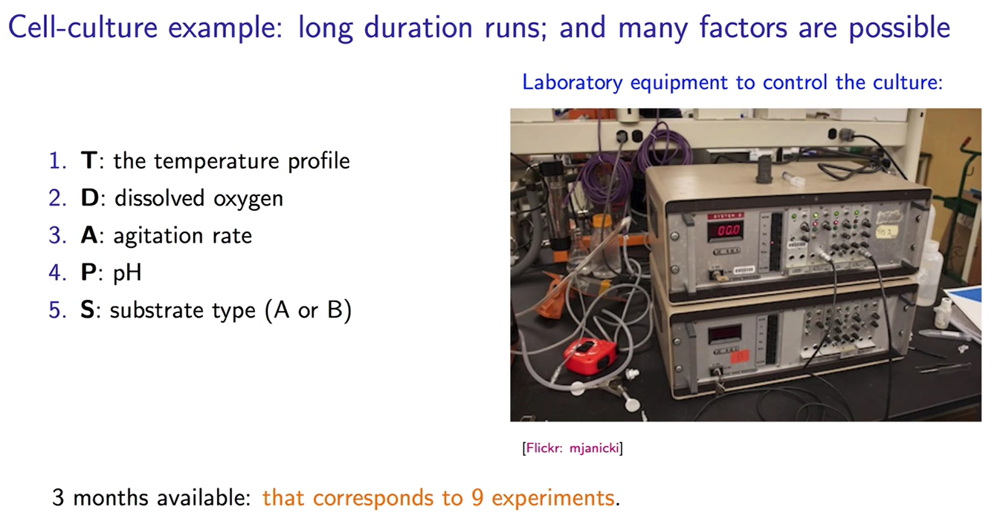 Cell-culture example: long duration runs; and many factors are possible
Laboratory equipment to control the culture:
1. T: the temperature profile
2. D: dissolved oxygen
3. A: agitation rate
4. P: pH
5. S: substrate type (A or B)
SYSTEM 2
00.0
B
[Flickr: mjanicki]
3 months available: that corresponds to 9 experiments.